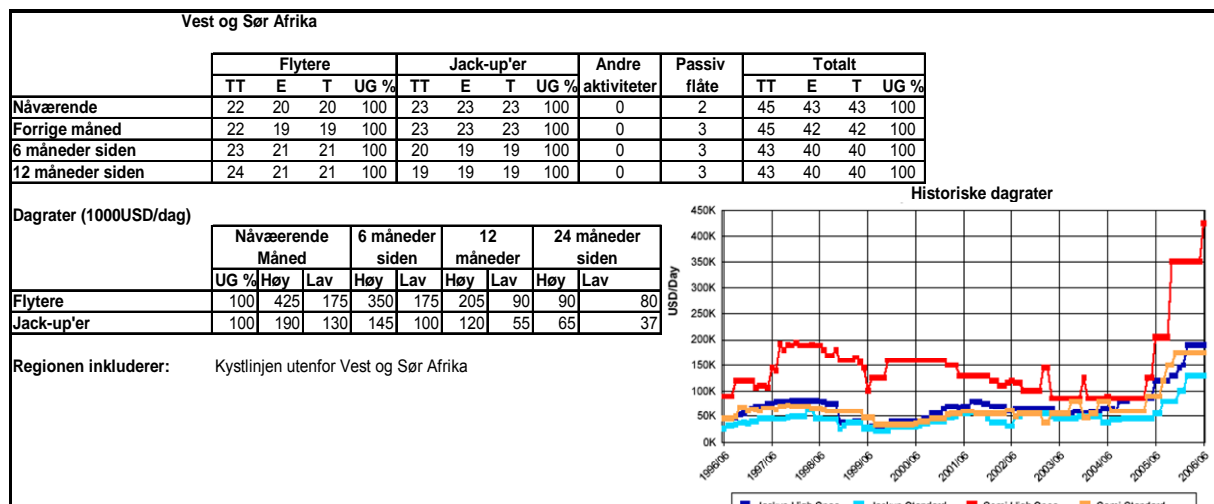 Vest og Sør Afrika
Flytere Jack-up'er Andre Passiv Totalt
TT E T UG % TT E T UG % aktiviteter flåte TT E T UG %
Nåværende 22 20 20 100 23 23 23 100 0 2 45 43 43 100
Forrige måned 22 19 19 100 23 23 23 100 0 3 45 42 42 100
6 måneder siden 23 21 21 100 20 19 19 100 0 3 43 40 40 100
12 måneder siden 24 21 21 100 19 19 19 100 0 3 43 40 40 100
Dagrater (1000USD/dag)
Nåvæerende 6 måneder 12 24 måneder
Måned siden måneder siden
UG % Høy Lav Høy Lav Høy Lav Høy Lav
Flytere 100 425 175 350 175 205 90 90 80
Jack-up'er 100 190 130 145 100 120 55 65 37
Regionen inkluderer: Kystlinjen utenfor Vest og Sør Afrika
Historiske dagrater
USD/Day
450K
400K
350K
300K
250K
200K
150K
100K
50K
0K
1996/06 1997/06 1998/06 1999/06 2000/06 2001/06 2002/06 2003/06 2004/06 2005/06 2006/06